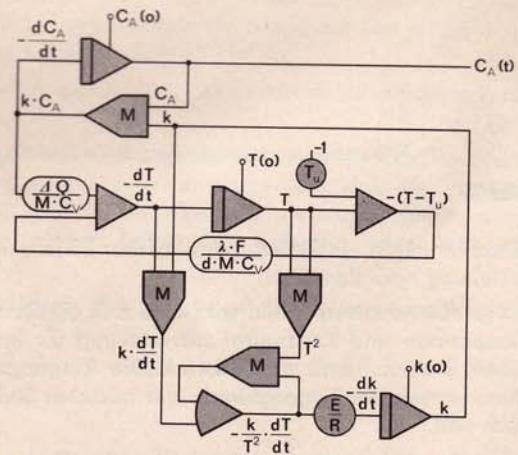 C_A(o)
-dC_A/dt
C_A(t)
k·C_A
M
C_A
k
ΔQ/M·C_V
-dT/dt
T(o)
T
-1
T_u
-(T-T_u)
λ·F/d·M·C_V
M
M
T²
k·dT/dt
M
-k/T²·dT/dt
E/R
-dk/dt
k(o)
k